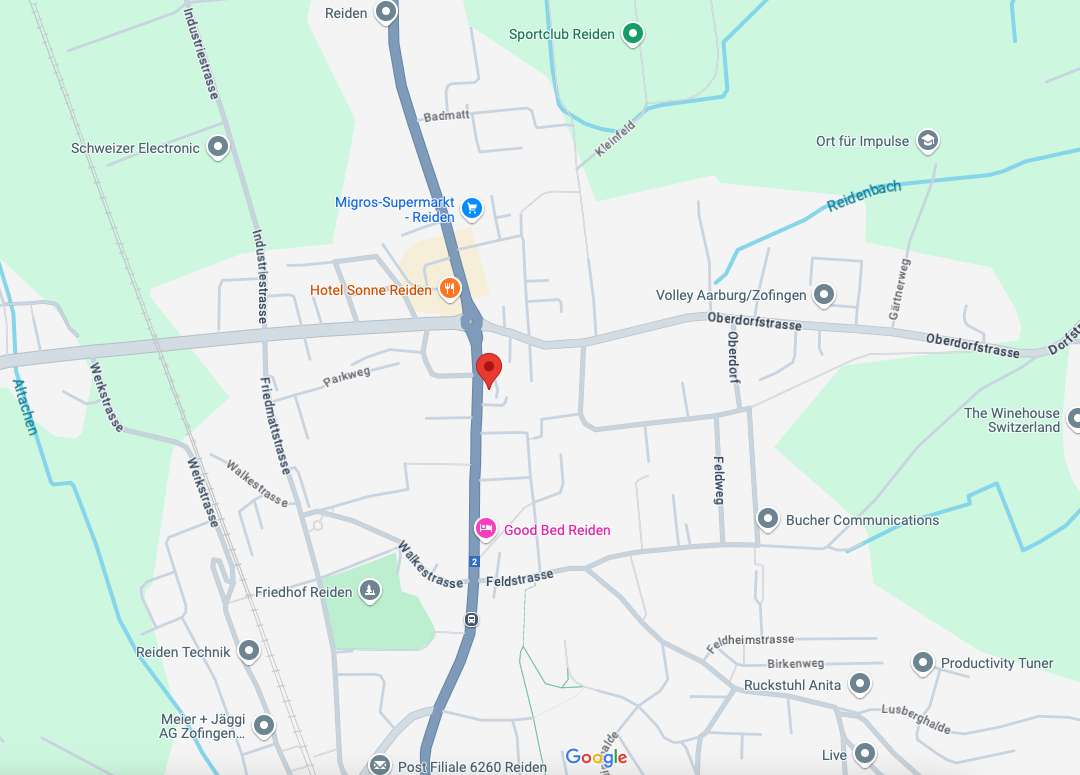 Reiden
Industriestrasse
Sportclub Reiden
Badmatt
Kleinfeld
Schweizer Electronic
Ort für Impulse
Reidenbach
Migros-Supermarkt
- Reiden
Industriestrasse
Hotel Sonne Reiden
Volley Aarburg/Zofingen
Gärtnerweg
Oberdorfstrasse
Oberdorfstrasse
Oberdorf
Parkweg
Werkstrasse
Altachen
Friedmattstrasse
The Winehouse
Switzerland
Walkestrasse
Werkstrasse
Feldweg
Good Bed Reiden
Bucher Communications
2
Walkestrasse
Feldstrasse
Friedhof Reiden
Reiden Technik
Feldheimstrasse
Birkenweg
Productivity Tuner
Ruckstuhl Anita
Lusberghalde
Meier + Jäggi
AG Zofingen...
Live
Google
Post Filiale 6260 Reiden